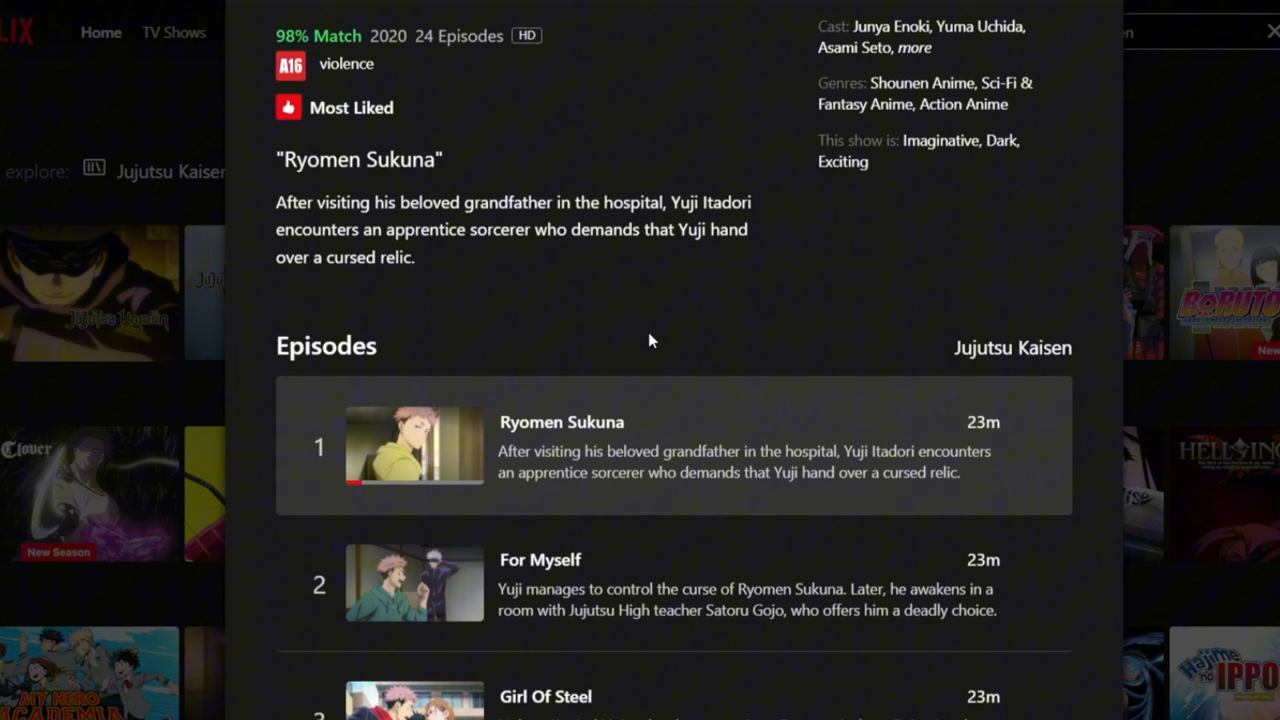 LIX
Home
TV Shows
en
98% Match 2020 24 Episodes HD
A16 violence
Most Liked
Cast: Junya Enoki, Yuma Uchida,
Asami Seto, more
Genres: Shounen Anime, Sci-Fi &
Fantasy Anime, Action Anime
This show is: Imaginative, Dark,
Exciting
"Ryomen Sukuna"
After visiting his beloved grandfather in the hospital, Yuji Itadori
encounters an apprentice sorcerer who demands that Yuji hand
over a cursed relic.
explore: Jujutsu Kaisen
Jujutsu Kaisen
BORUTO
New
Episodes
Jujutsu Kaisen
1
Ryomen Sukuna
23m
After visiting his beloved grandfather in the hospital, Yuji Itadori encounters
an apprentice sorcerer who demands that Yuji hand over a cursed relic.
Clover
New Season
HELLSING
2
For Myself
23m
Yuji manages to control the curse of Ryomen Sukuna. Later, he awakens in a
room with Jujutsu High teacher Satoru Gojo, who offers him a deadly choice.
MY HERO
ACADEMIA
Hajime
no IPPO
3
Girl Of Steel
23m